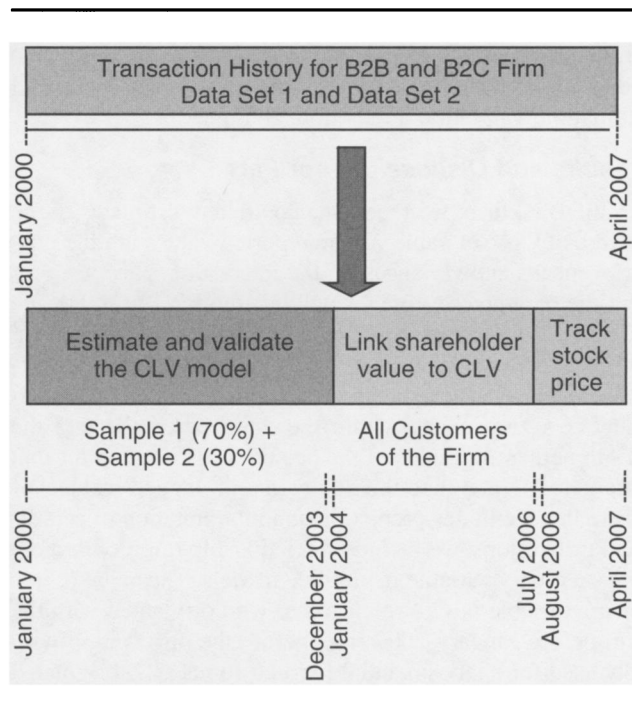 Transaction History for B2B and B2C Firm
Data Set 1 and Data Set 2
January 2000
April 2007
Estimate and validate
the CLV model
Link shareholder
value to CLV
Track
stock
price
Sample 1 (70%) +
Sample 2 (30%)
All Customers
of the Firm
January 2000
December 2003
January 2004
July 2006
August 2006
April 2007